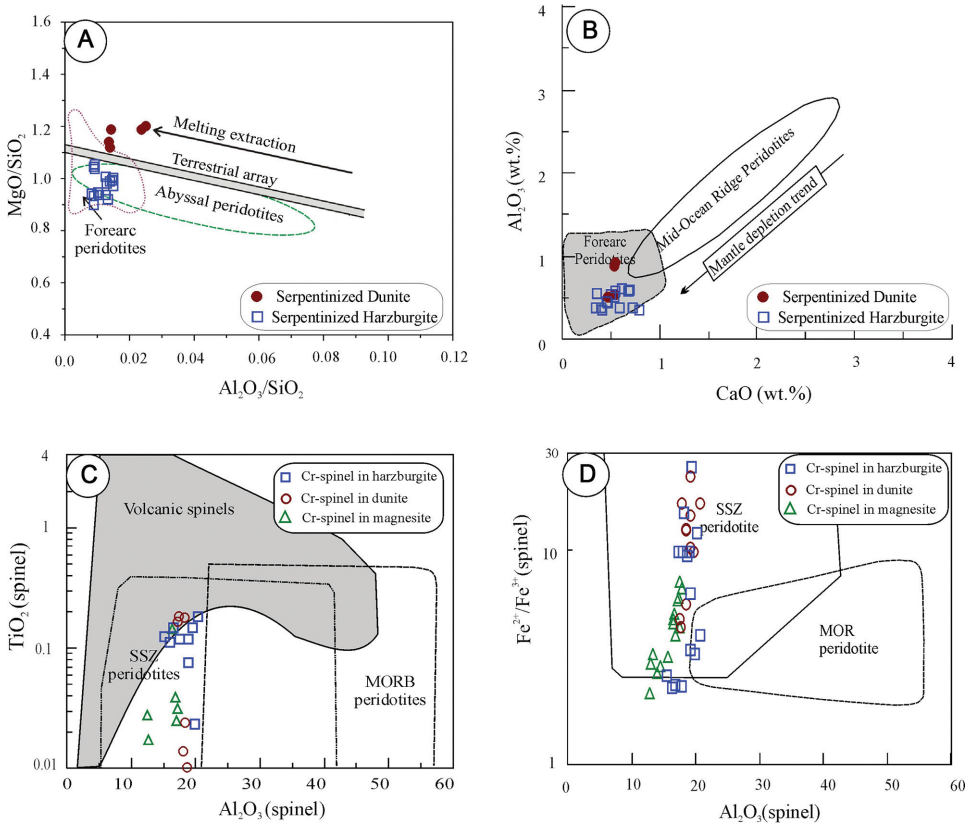 A
1.6
1.4
1.2
1.0
0.8
0.6
0.4
MgO/SiO₂
Melting extraction
Terrestrial array
Abyssal peridotites
Forearc
peridotites
Serpentinized Dunite
Serpentinized Harzburgite
0.0
0.02
0.04
0.06
0.08
0.10
0.12
Al₂O₃/SiO₂
B
4
3
2
1
0
Al₂O₃ (wt.%)
Mid-Ocean Ridge Peridotites
Mantle depletion trend
Forearc
Peridotites
Serpentinized Dunite
Serpentinized Harzburgite
0
1
2
3
4
CaO (wt.%)
C
4
1
0.1
0.01
TiO₂ (spinel)
Cr-spinel in harzburgite
Cr-spinel in dunite
Cr-spinel in magnesite
Volcanic spinels
SSZ
peridotites
MORB
peridotites
0
10
20
30
40
50
60
Al₂O₃ (spinel)
D
30
10
1
Fe²⁺/Fe³⁺ (spinel)
Cr-spinel in harzburgite
Cr-spinel in dunite
Cr-spinel in magnesite
SSZ
peridotite
MOR
peridotite
0
10
20
30
40
50
60
Al₂O₃(spinel)